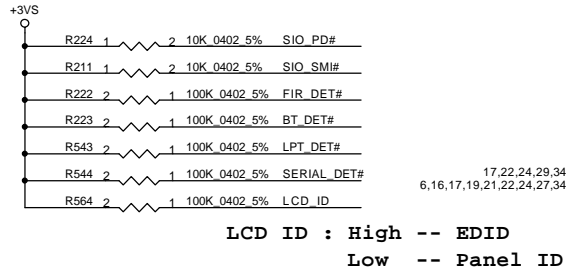 +3VS
R224 1 2 10K_0402_5% SIO_PD#
R211 1 2 10K_0402_5% SIO_SMI#
R222 2 1 100K_0402_5% FIR_DET#
R223 2 1 100K_0402_5% BT_DET#
R543 2 1 100K_0402_5% LPT_DET#
R544 2 1 100K_0402_5% SERIAL_DET# 17,22,24,29,34
6,16,17,19,21,22,24,27,34
R564 2 1 100K_0402_5% LCD_ID
LCD ID : High -- EDID
Low -- Panel ID